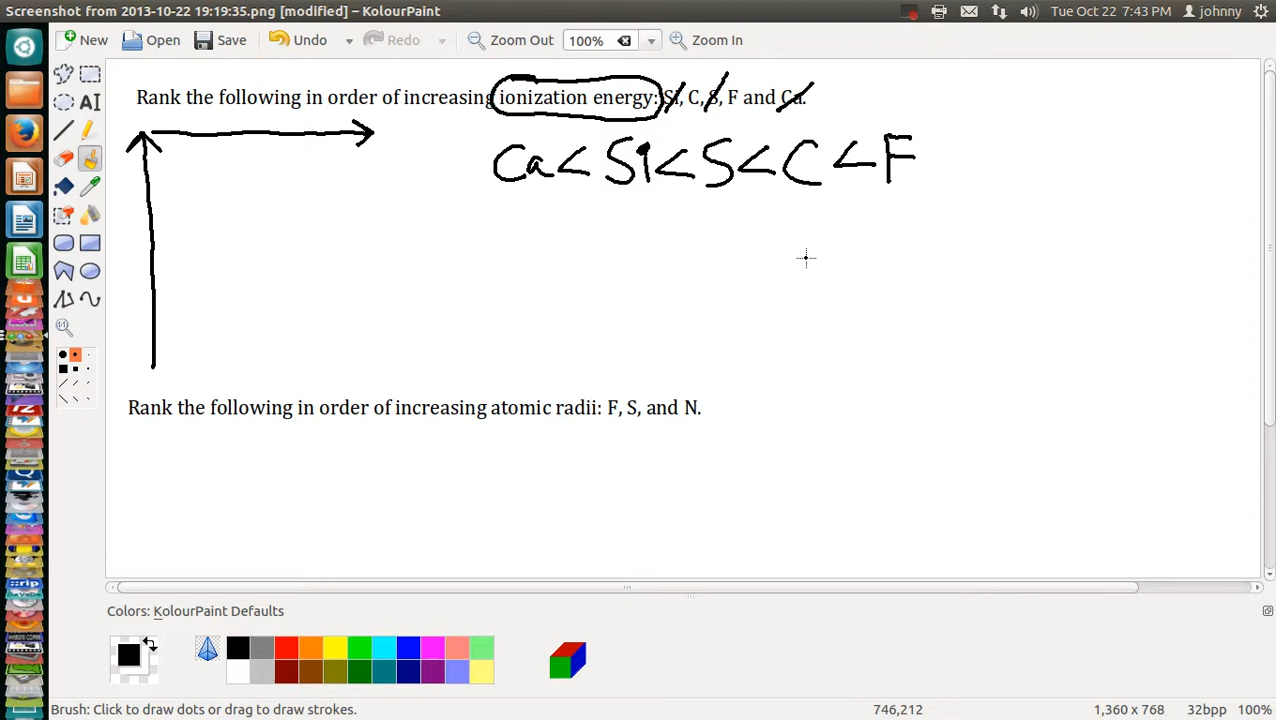 Screenshot from 2013-10-22 19:19:35.png [modified] – KolourPaint
Tue Oct 22 7:43 PM johnny
New Open Save Undo Redo Zoom Out 100% Zoom In
Rank the following in order of increasing ionization energy: Si, C, S, F and Ca.
Ca < Si < S < C < F
Rank the following in order of increasing atomic radii: F, S, and N.
Colors: KolourPaint Defaults
Brush: Click to draw dots or drag to draw strokes. 746,212 1,360 x 768 32bpp 100%